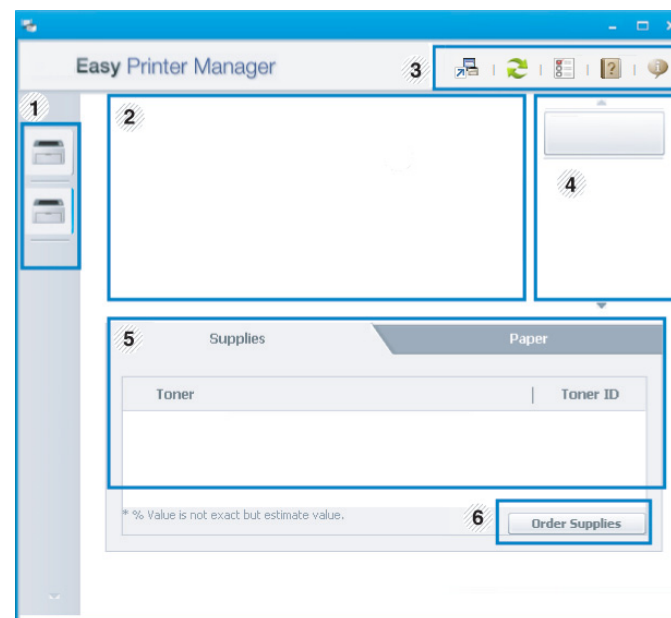 Easy Printer Manager
3
1
2
4
5 Supplies Paper
Toner Toner ID
* % Value is not exact but estimate value.
6 Order Supplies